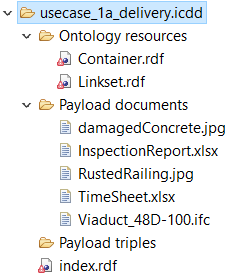 usecase_1a_delivery.icdd
Ontology resources
Container.rdf
Linkset.rdf
Payload documents
damagedConcrete.jpg
InspectionReport.xlsx
RustedRailing.jpg
TimeSheet.xlsx
Viaduct_48D-100.ifc
Payload triples
index.rdf